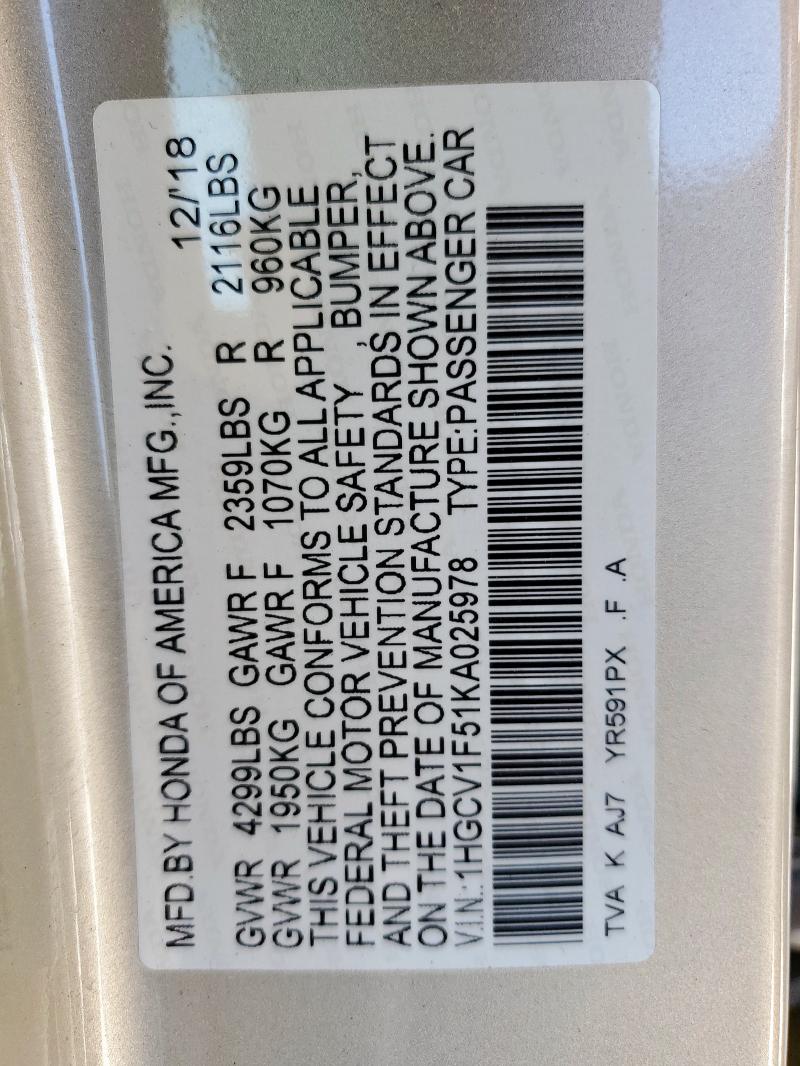 MFD.BY HONDA OF AMERICA MFG.,INC. 12/'18
GVWR 4299LBS GAWR F 2359LBS R 2116LBS
GVWR 1950KG GAWR F 1070KG R 960KG
THIS VEHICLE CONFORMS TO ALL APPLICABLE
FEDERAL MOTOR VEHICLE SAFETY , BUMPER,
AND THEFT PREVENTION STANDARDS IN EFFECT
ON THE DATE OF MANUFACTURE SHOWN ABOVE.
V.I.N.:1HGCV1F51KA025978 TYPE:PASSENGER CAR
TVA K AJ7 YR591PX .F .A